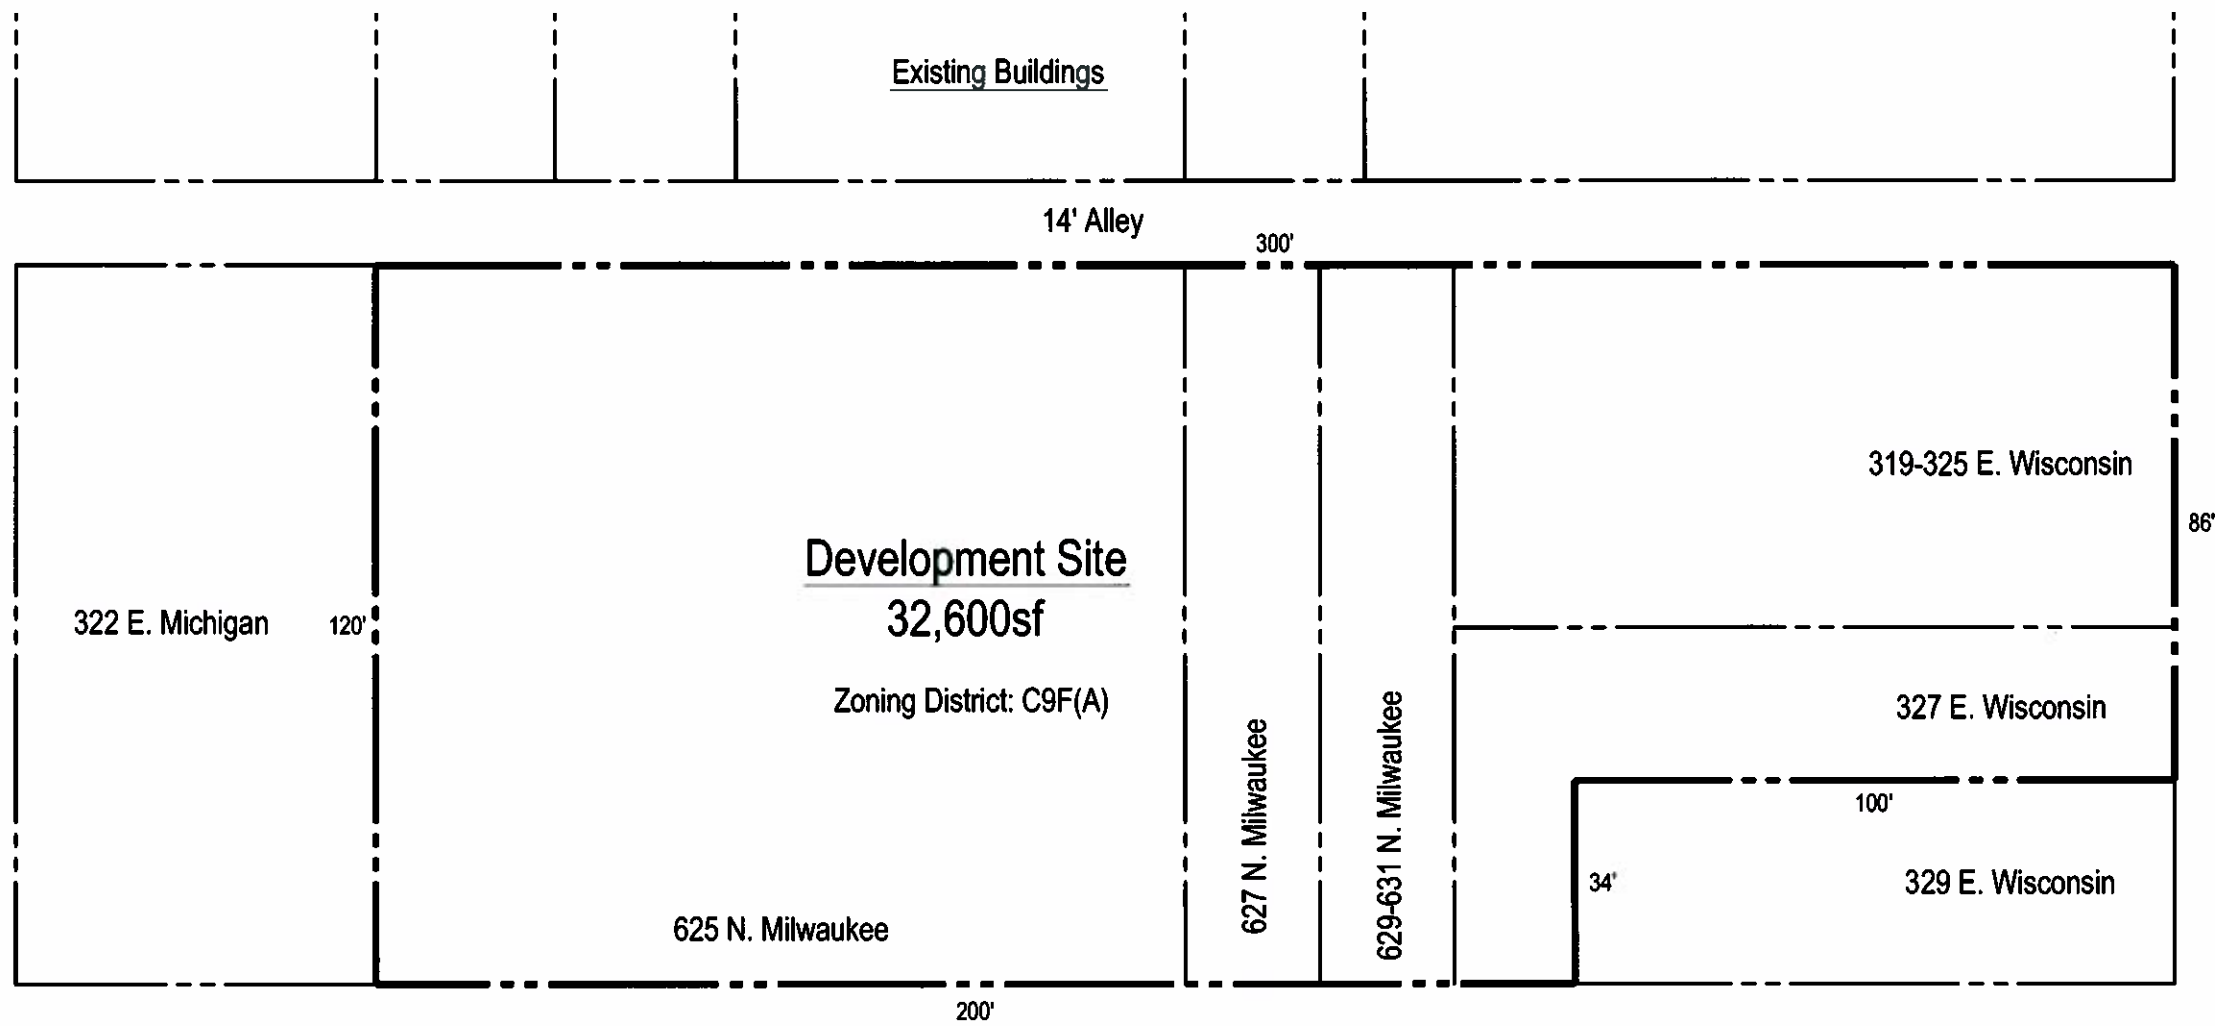 Existing Buildings
14' Alley
300'
319-325 E. Wisconsin
86'
Development Site
32,600sf
322 E. Michigan
120'
Zoning District: C9F(A)
327 E. Wisconsin
627 N. Milwaukee
629-631 N. Milwaukee
100'
34'
329 E. Wisconsin
625 N. Milwaukee
200'